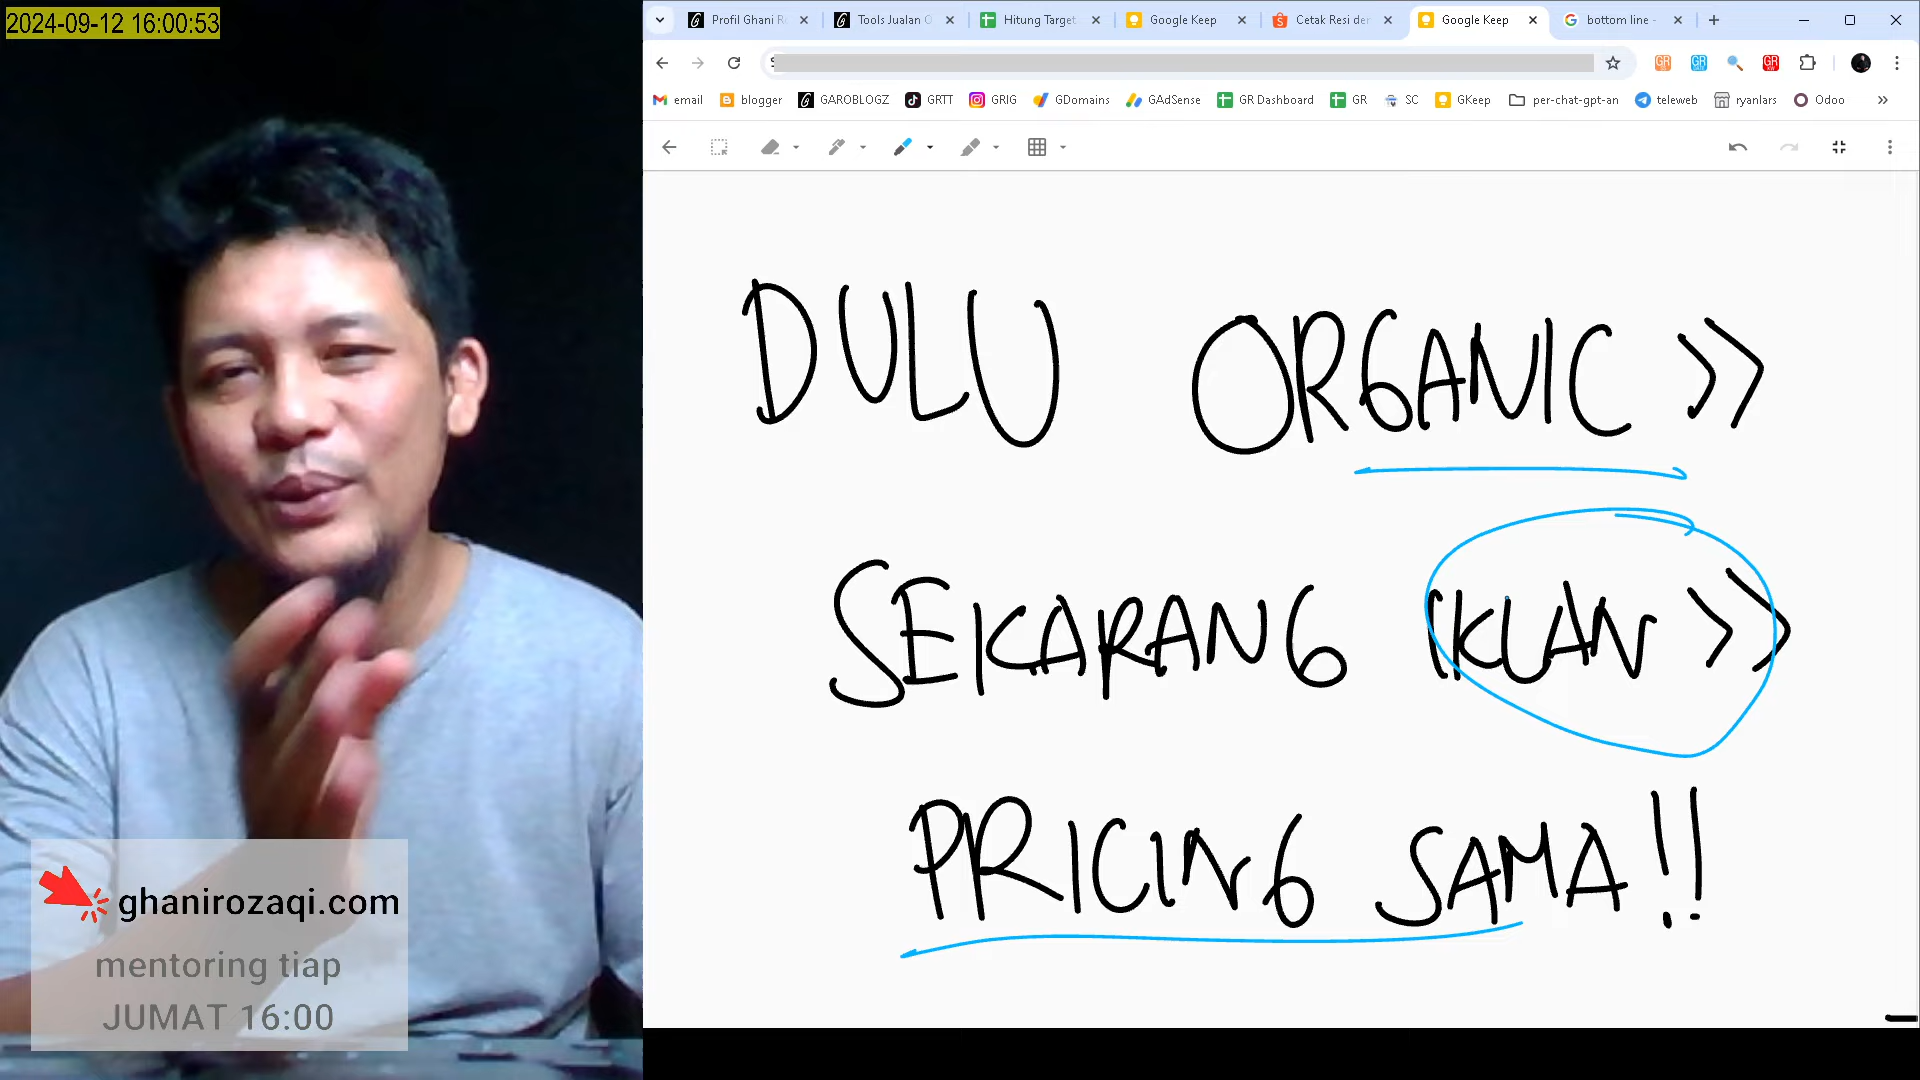 2024-09-12 16:00:53
Profil Ghani R
Tools Jualan O
Hitung Target
Google Keep
Cetak Resi der
Google Keep
bottom line -
email
blogger
GAROBLOGZ
GRTT
GRIG
GDomains
GAdSense
GR Dashboard
GR
SC
GKeep
per-chat-gpt-an
teleweb
ryanlars
Odoo
DULU ORGANIC >>
SEKARANG IKLAN >>
PRICING SAMA!!
ghanirozaqi.com
mentoring tiap
JUMAT 16:00